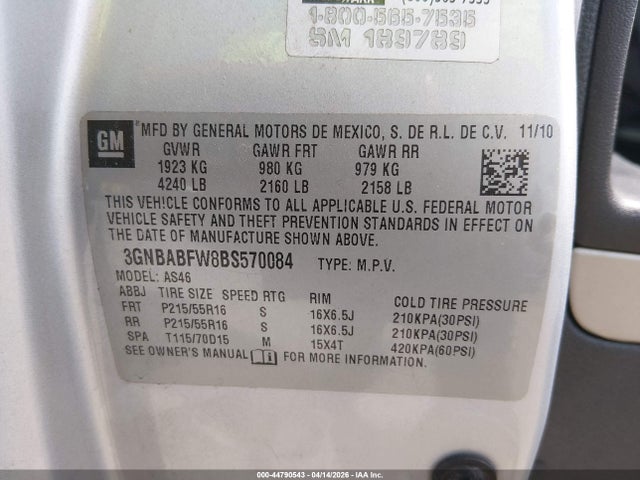 1-800-565-7535
SM 189789
GM
MFD BY GENERAL MOTORS DE MEXICO, S. DE R.L. DE C.V. 11/10
GVWR GAWR FRT GAWR RR
1923 KG 980 KG 979 KG
4240 LB 2160 LB 2158 LB
THIS VEHICLE CONFORMS TO ALL APPLICABLE U.S. FEDERAL MOTOR
VEHICLE SAFETY AND THEFT PREVENTION STANDARDS IN EFFECT
ON THE DATE OF MANUFACTURE SHOWN ABOVE.
3GNBABFW8BS570084 TYPE: M.P.V.
MODEL: AS46
ABBJ TIRE SIZE SPEED RTG RIM COLD TIRE PRESSURE
FRT P215/55R16 S 16X6.5J 210KPA(30PSI)
RR P215/55R16 S 16X6.5J 210KPA(30PSI)
SPA T115/70D15 M 15X4T 420KPA(60PSI)
SEE OWNER'S MANUAL FOR MORE INFORMATION.
000-44790543 - 04/14/2026 - IAAI.COM